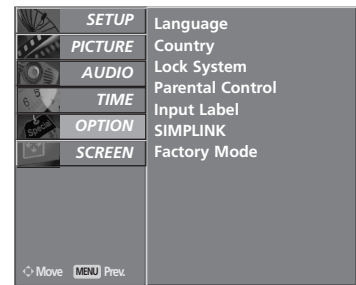 SETUP
PICTURE
AUDIO
TIME
OPTION
SCREEN
Move MENU Prev.
Language
Country
Lock System
Parental Control
Input Label
SIMPLINK
Factory Mode
Special